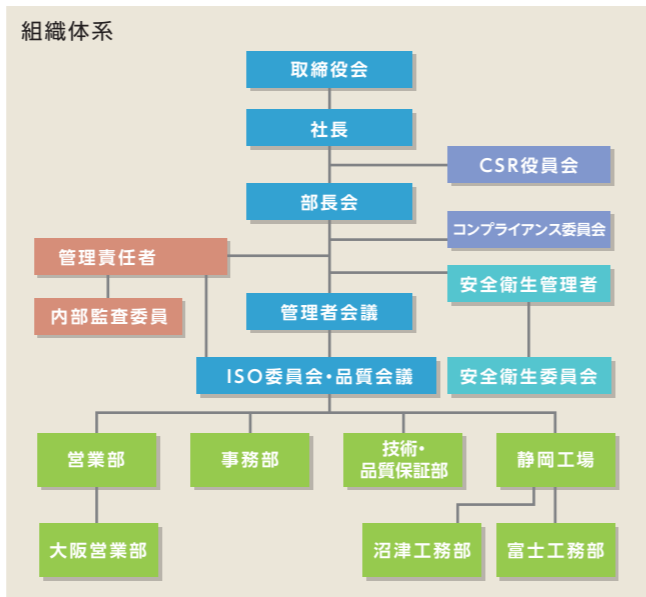 組織体系
取締役会
社長
CSR役員会
部長会
コンプライアンス委員会
管理責任者
安全衛生管理者
内部監査委員
管理者会議
ISO委員会・品質会議
安全衛生委員会
営業部
事務部
技術・
品質保証部
静岡工場
大阪営業部
沼津工務部
富士工務部